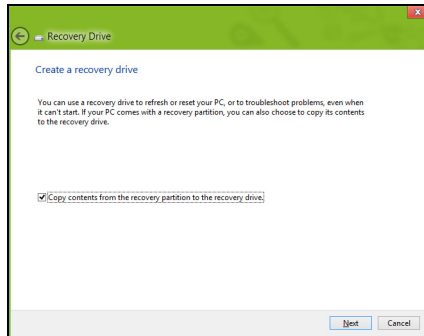 Recovery Drive
Create a recovery drive
You can use a recovery drive to refresh or reset your PC, or to troubleshoot problems, even when
it can't start. If your PC comes with a recovery partition, you can also choose to copy its contents
to the recovery drive.
Copy contents from the recovery partition to the recovery drive.
Next Cancel